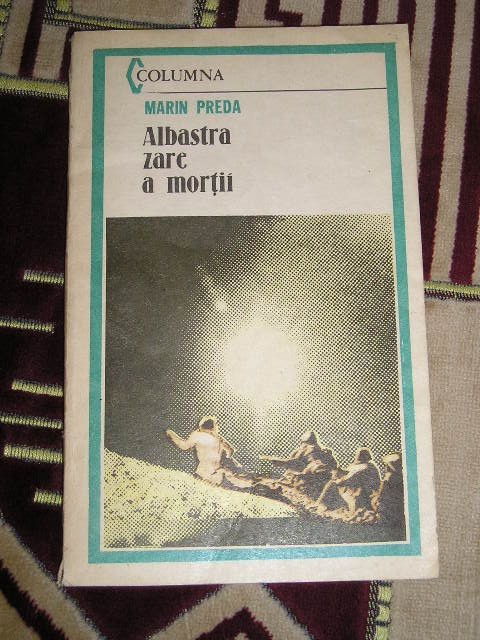 COLUMNA
MARIN PREDA
Albastra
zare
a morții